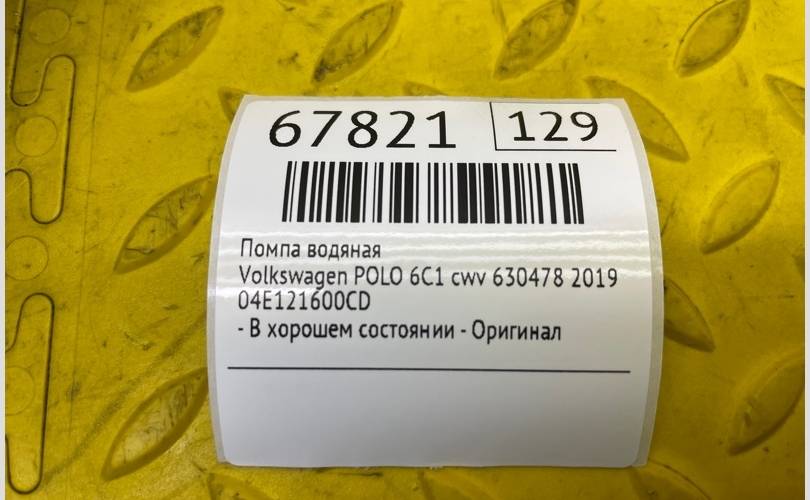 67821 129
Помпа водяная
Volkswagen POLO 6C1 cwv 630478 2019
04E121600CD
- В хорошем состоянии - Оригинал